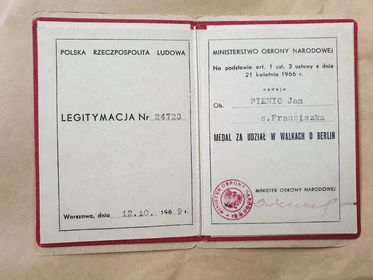 POLSKA RZECZPOSPOLITA LUDOWA
LEGITYMACJA Nr 24723
Warszawa, dnia 12.10. 1969 r.
MINISTERSTWO OBRONY NARODOWEJ
Na podstawie art. 1 ust. 3 ustawy z dnia
21 kwietnia 1966 r.
nadaje
Ob. PIENIO Jan
s.Franciszka
MEDAL ZA UDZIAŁ W WALKACH O BERLIN
MINISTER OBRONY NARODOWEJ